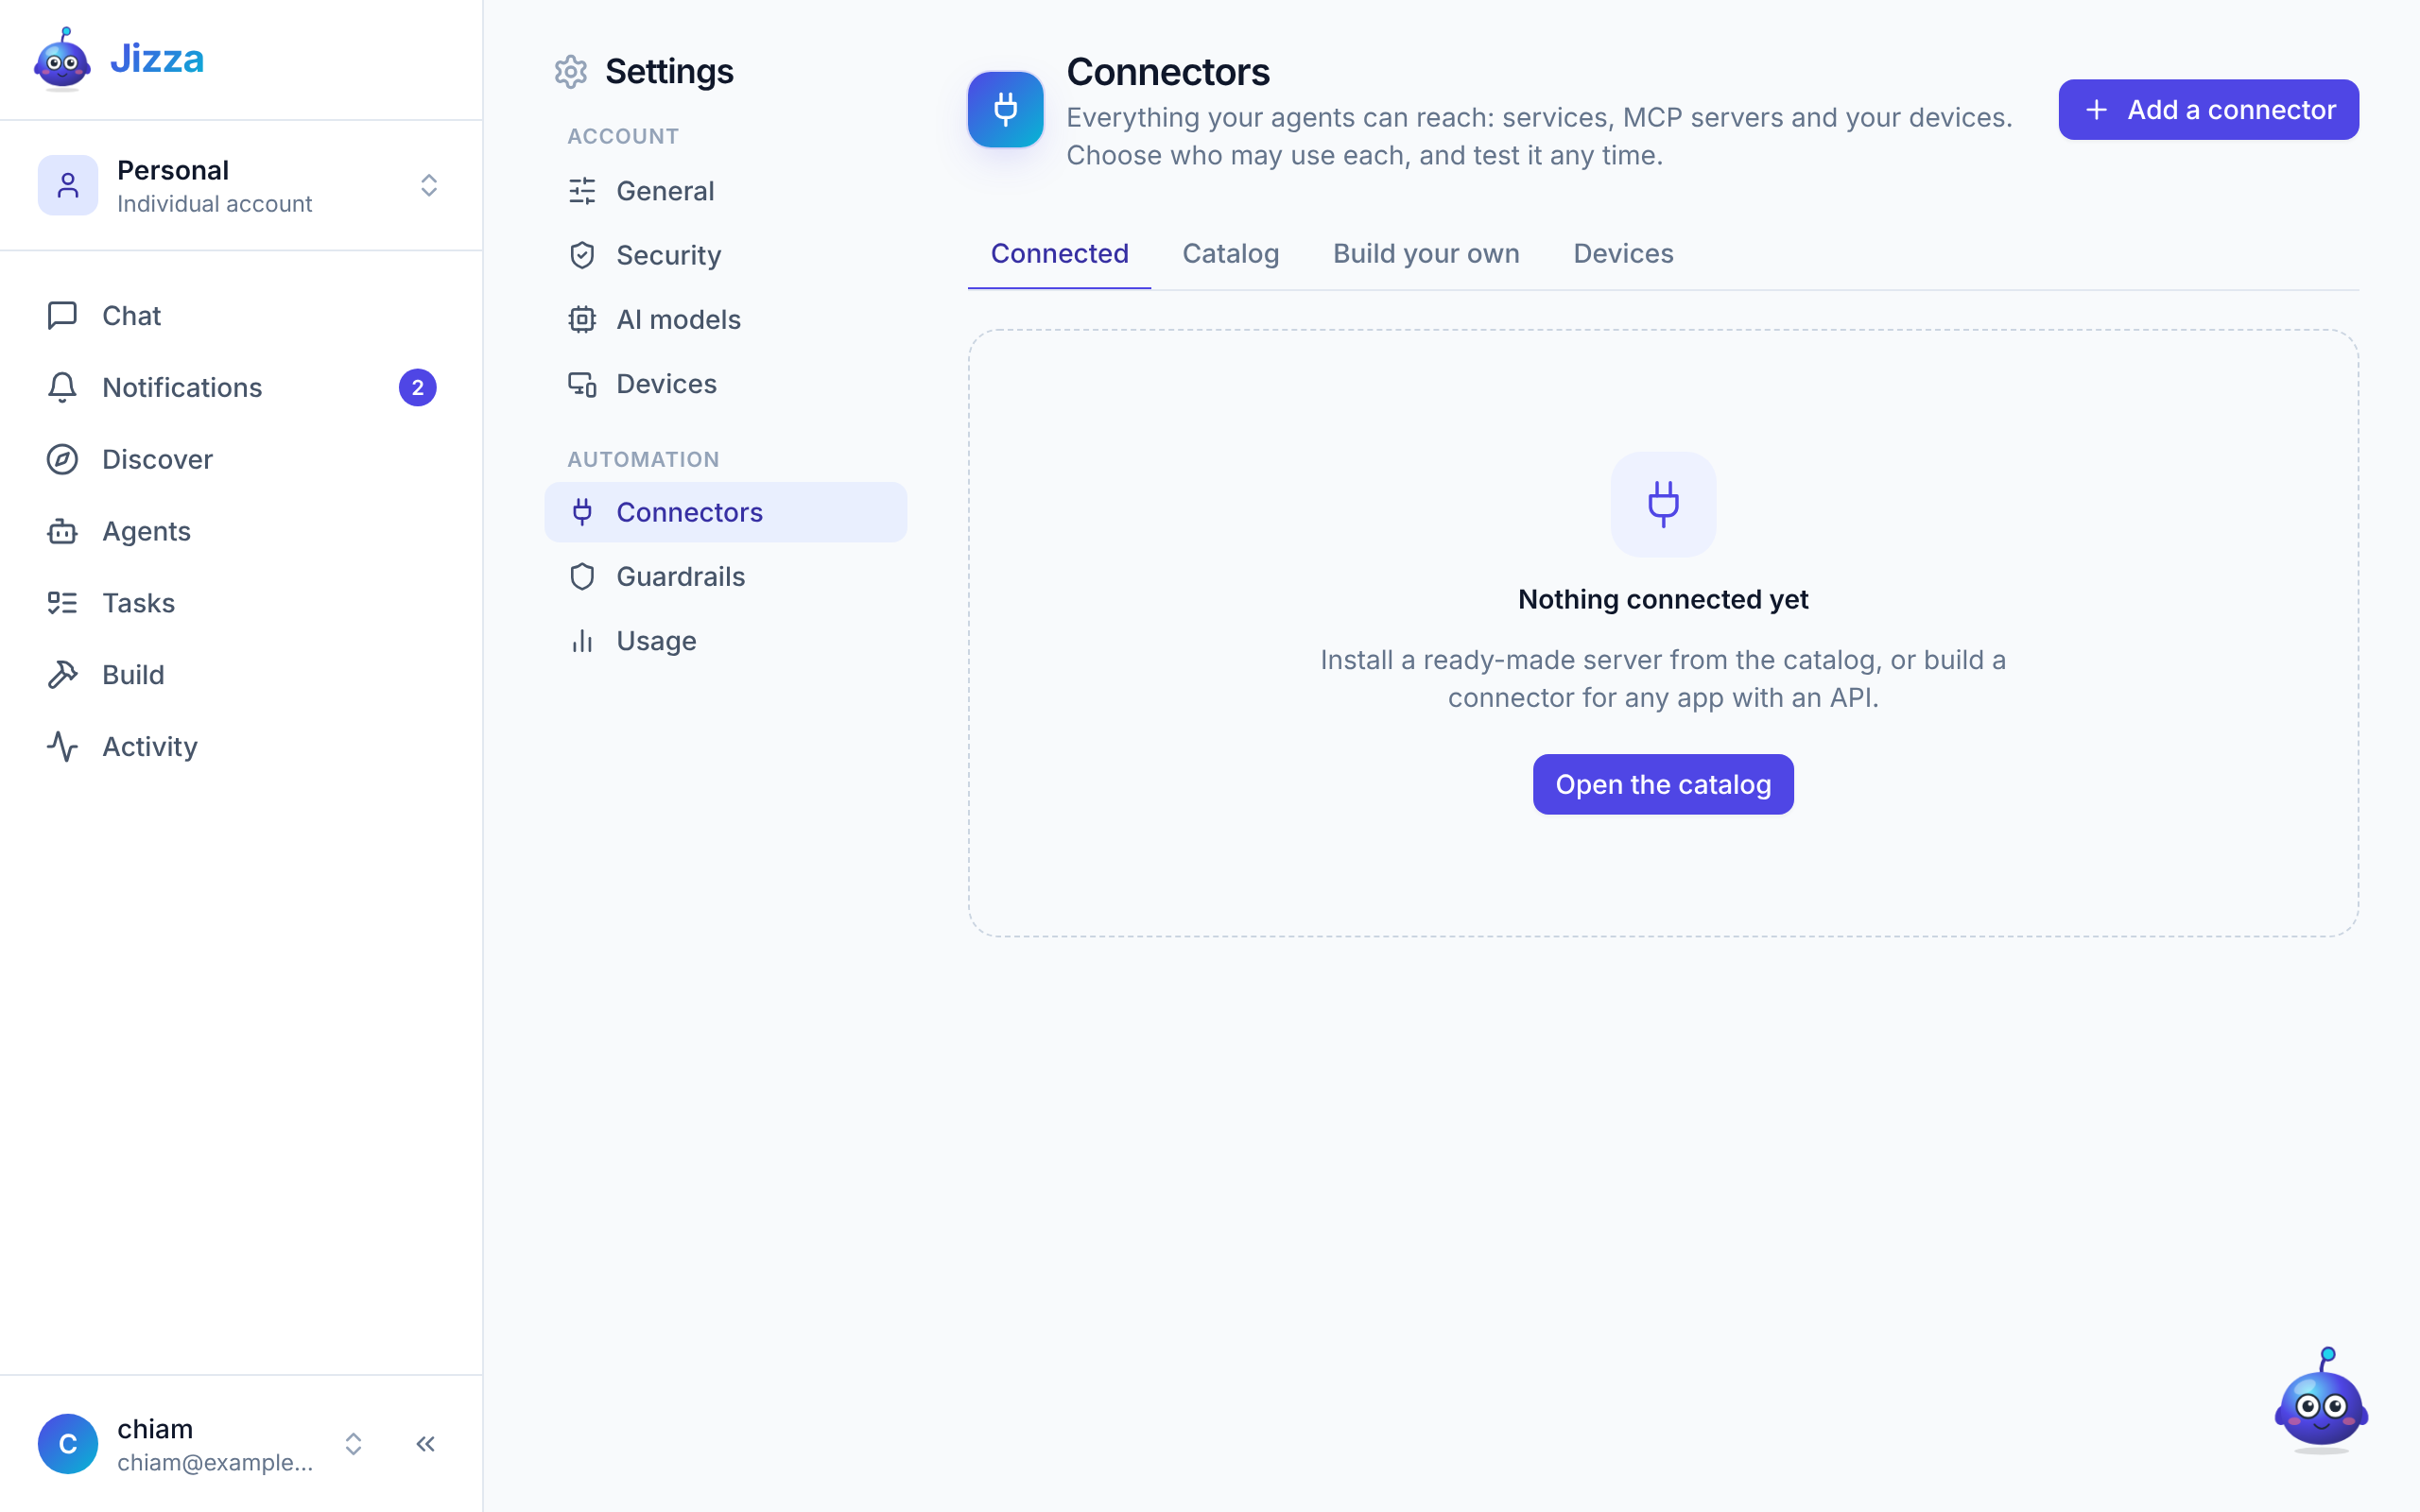 Jizza
Personal
Individual account
Chat
Notifications
2
Discover
Agents
Tasks
Build
Activity
C
chiam
chiam@example...
Settings
ACCOUNT
General
Security
AI models
Devices
AUTOMATION
Connectors
Guardrails
Usage
Connectors
Everything your agents can reach: services, MCP servers and your devices.
Choose who may use each, and test it any time.
Add a connector
Connected
Catalog
Build your own
Devices
Nothing connected yet
Install a ready-made server from the catalog, or build a
connector for any app with an API.
Open the catalog